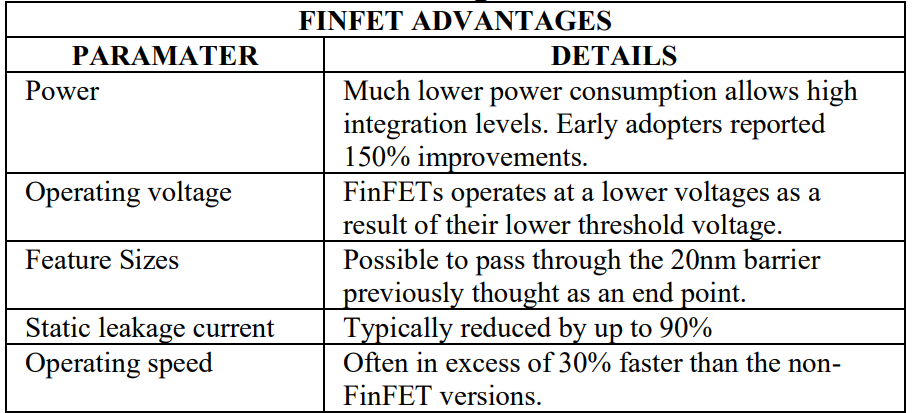 FINFET ADVANTAGES
PARAMATER DETAILS
Power Much lower power consumption allows high
integration levels. Early adopters reported
150% improvements.
Operating voltage FinFETs operates at a lower voltages as a
result of their lower threshold voltage.
Feature Sizes Possible to pass through the 20nm barrier
previously thought as an end point.
Static leakage current Typically reduced by up to 90%
Operating speed Often in excess of 30% faster than the non-
FinFET versions.